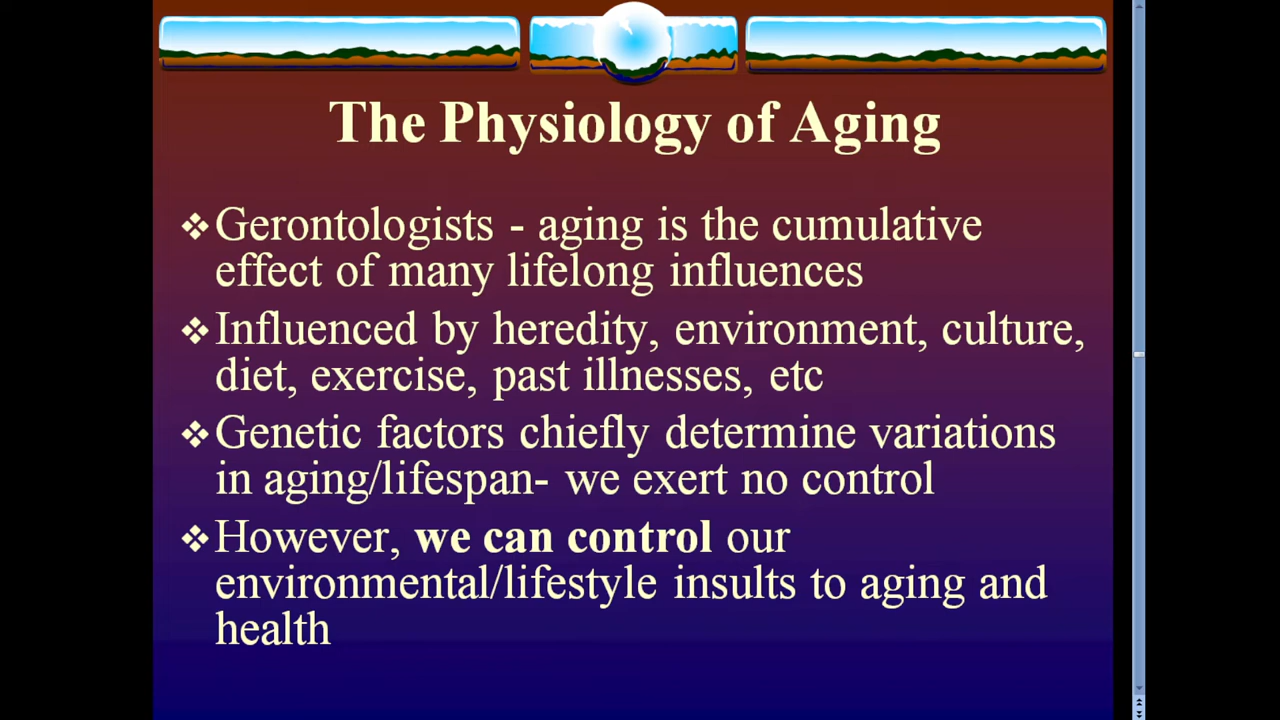 The Physiology of Aging
❖Gerontologists - aging is the cumulative
effect of many lifelong influences
❖Influenced by heredity, environment, culture,
diet, exercise, past illnesses, etc
❖Genetic factors chiefly determine variations
in aging/lifespan- we exert no control
❖However, we can control our
environmental/lifestyle insults to aging and
health